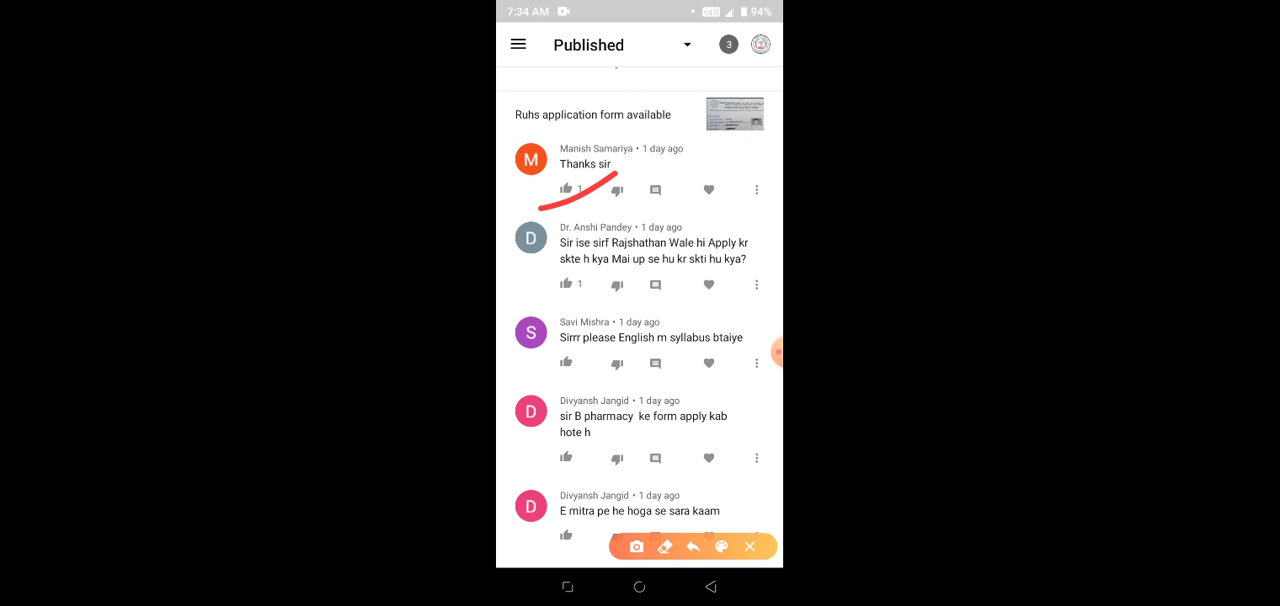 7:34 AM
94%
Published
3
Ruhs application form available
M
Manish Samariya • 1 day ago
Thanks sir
1
D
Dr. Anshi Pandey • 1 day ago
Sir ise sirf Rajshathan Wale hi Apply kr
skte h kya Mai up se hu kr skti hu kya?
1
S
Savi Mishra • 1 day ago
Sirrr please English m syllabus btaiye
D
Divyansh Jangid • 1 day ago
sir B pharmacy ke form apply kab
hote h
D
Divyansh Jangid • 1 day ago
E mitra pe he hoga se sara kaam